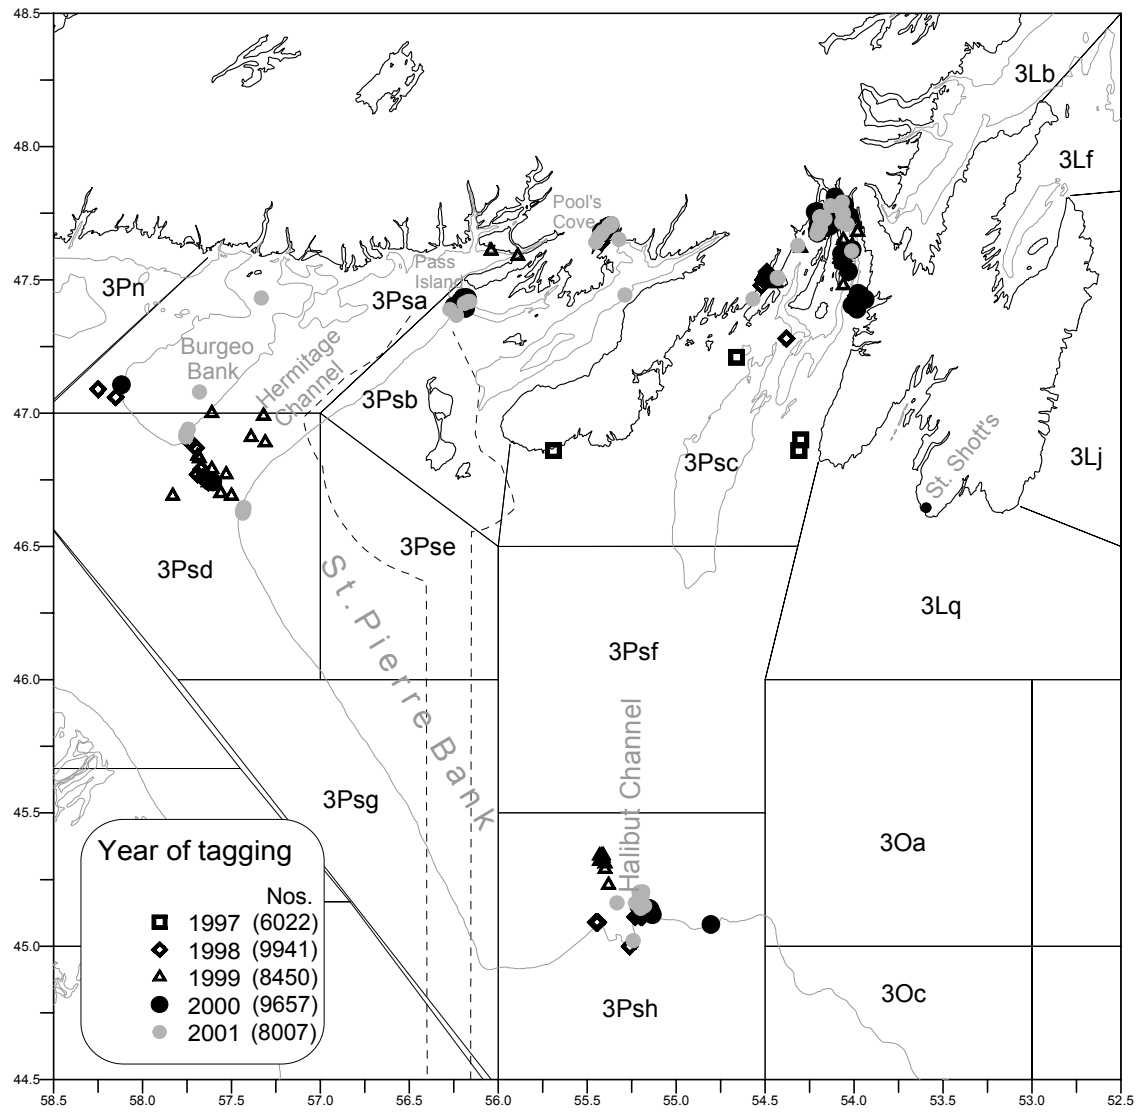 48.5
48.0
47.5
47.0
46.5
46.0
45.5
45.0
44.5
3Lb
3Lf
Pool's
Cove
Pass
Island
3Pn
3Psa
Burgeo
Bank
Hermitage
Channel
3Psb
3Psc
St. Shott's
3Lj
3Psd
3Pse
3Lq
St. Pierre Bank
3Psf
Halibut Channel
3Psg
3Oa
3Psh
3Oc
Year of tagging
Nos.
1997 (6022)
1998 (9941)
1999 (8450)
2000 (9657)
2001 (8007)
58.5 58.0 57.5 57.0 56.5 56.0 55.5 55.0 54.5 54.0 53.5 53.0 52.5